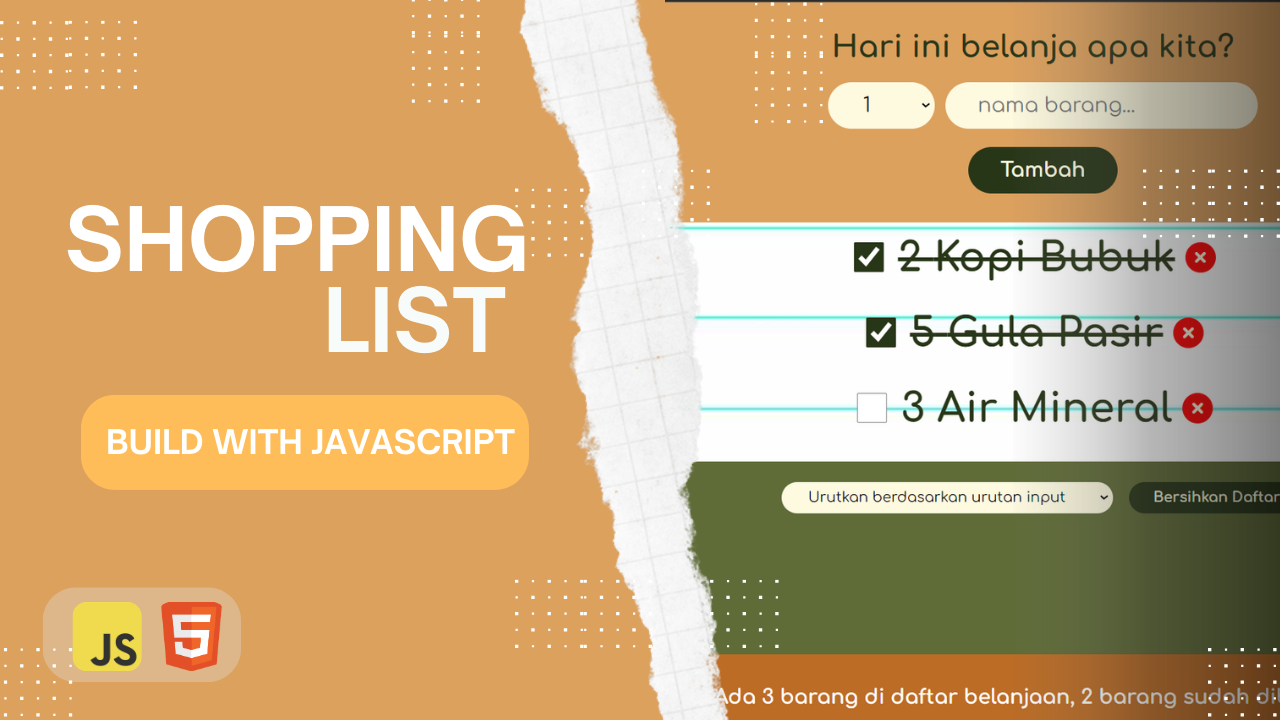 SHOPPING
LIST
BUILD WITH JAVASCRIPT
JS
Hari ini belanja apa kita?
1 nama barang...
Tambah
2 Kopi Bubuk
5 Gula Pasir
3 Air Mineral
Urutkan berdasarkan urutan input Bersihkan Daftar
Ada 3 barang di daftar belanjaan, 2 barang sudah